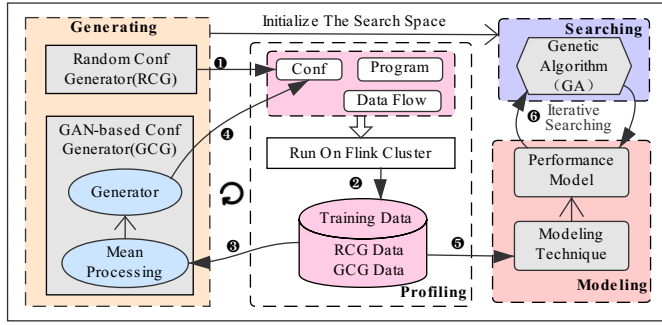 Generating
Initialize The Search Space
Searching
Random Conf
Generator(RCG)
❶
Conf
Program
Data Flow
Genetic
Algorithm
（GA）
❻ Iterative
Searching
GAN-based Conf
Generator(GCG)
❹
Run On Flink Cluster
Generator
❷
Performance
Model
Training Data
RCG Data
GCG Data
❸
Mean
Processing
❺
Modeling
Technique
Profiling
Modeling